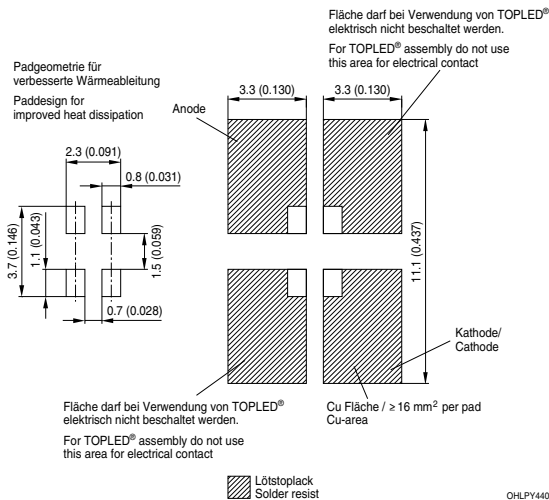 Fläche darf bei Verwendung von TOPLED®
elektrisch nicht beschaltet werden.
For TOPLED® assembly do not use
this area for electrical contact
Padgeometrie für
verbesserte Wärmeableitung
Paddesign for
improved heat dissipation
Anode
3.3 (0.130)
3.3 (0.130)
2.3 (0.091)
0.8 (0.031)
3.7 (0.146)
1.1 (0.043)
1.5 (0.059)
11.1 (0.437)
0.7 (0.028)
Kathode/
Cathode
Fläche darf bei Verwendung von TOPLED®
elektrisch nicht beschaltet werden.
For TOPLED® assembly do not use
this area for electrical contact
Cu Fläche / ≥ 16 mm² per pad
Cu-area
Lötstoplack
Solder resist
OHLPY440